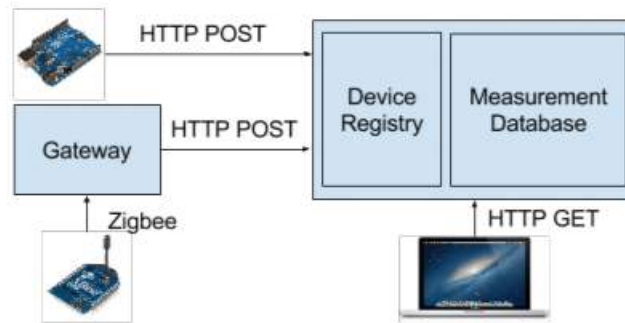 HTTP POST
Device
Registry
Measurement
Database
Gateway
HTTP POST
Zigbee
HTTP GET